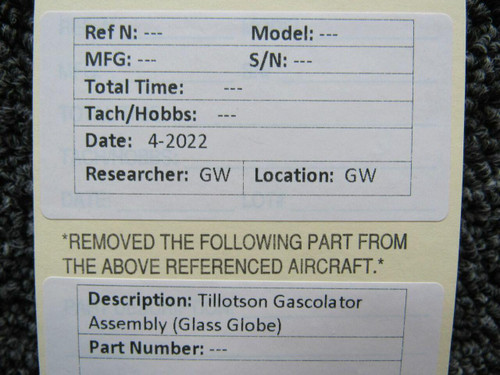 Ref N: --- Model: ---
MFG: --- S/N: ---
Total Time: ---
Tach/Hobbs: ---
Date: 4-2022
Researcher: GW Location: GW
*REMOVED THE FOLLOWING PART FROM
THE ABOVE REFERENCED AIRCRAFT.*
Description: Tillotson Gascolator
Assembly (Glass Globe)
Part Number: ---